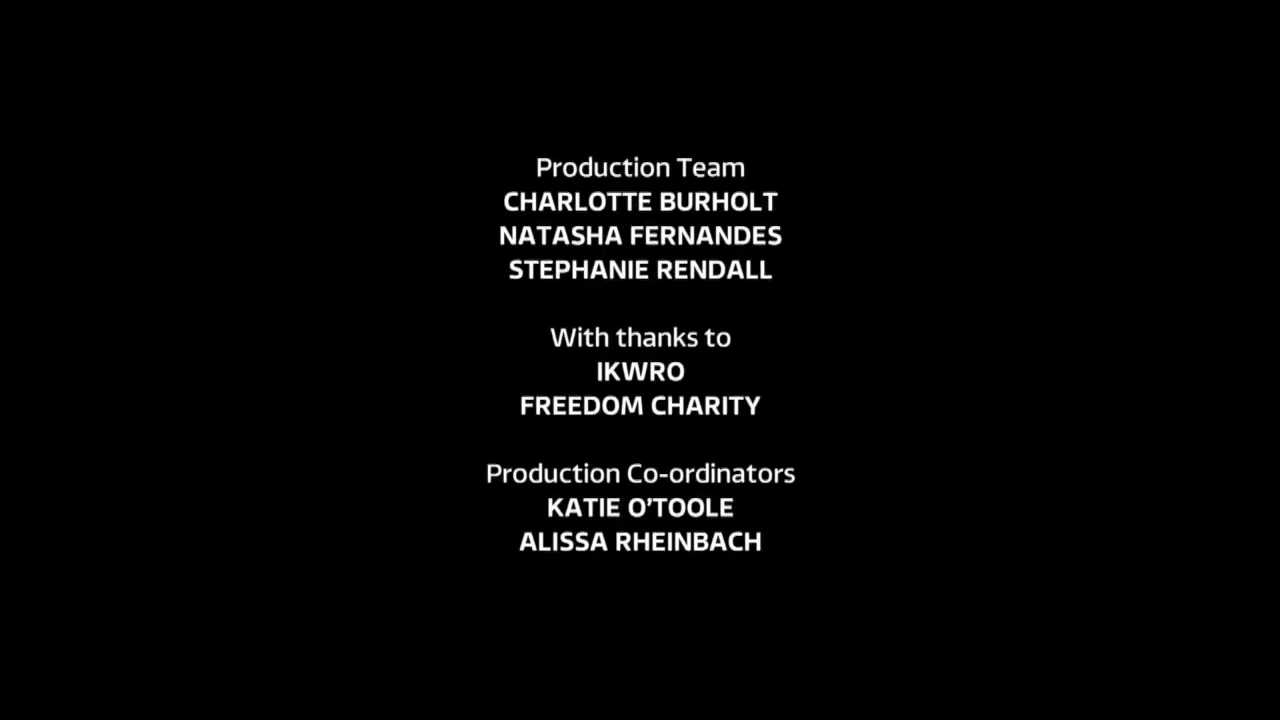 Production Team
CHARLOTTE BURHOLT
NATASHA FERNANDES
STEPHANIE RENDALL
With thanks to
IKWRO
FREEDOM CHARITY
Production Co-ordinators
KATIE O’TOOLE
ALISSA RHEINBACH